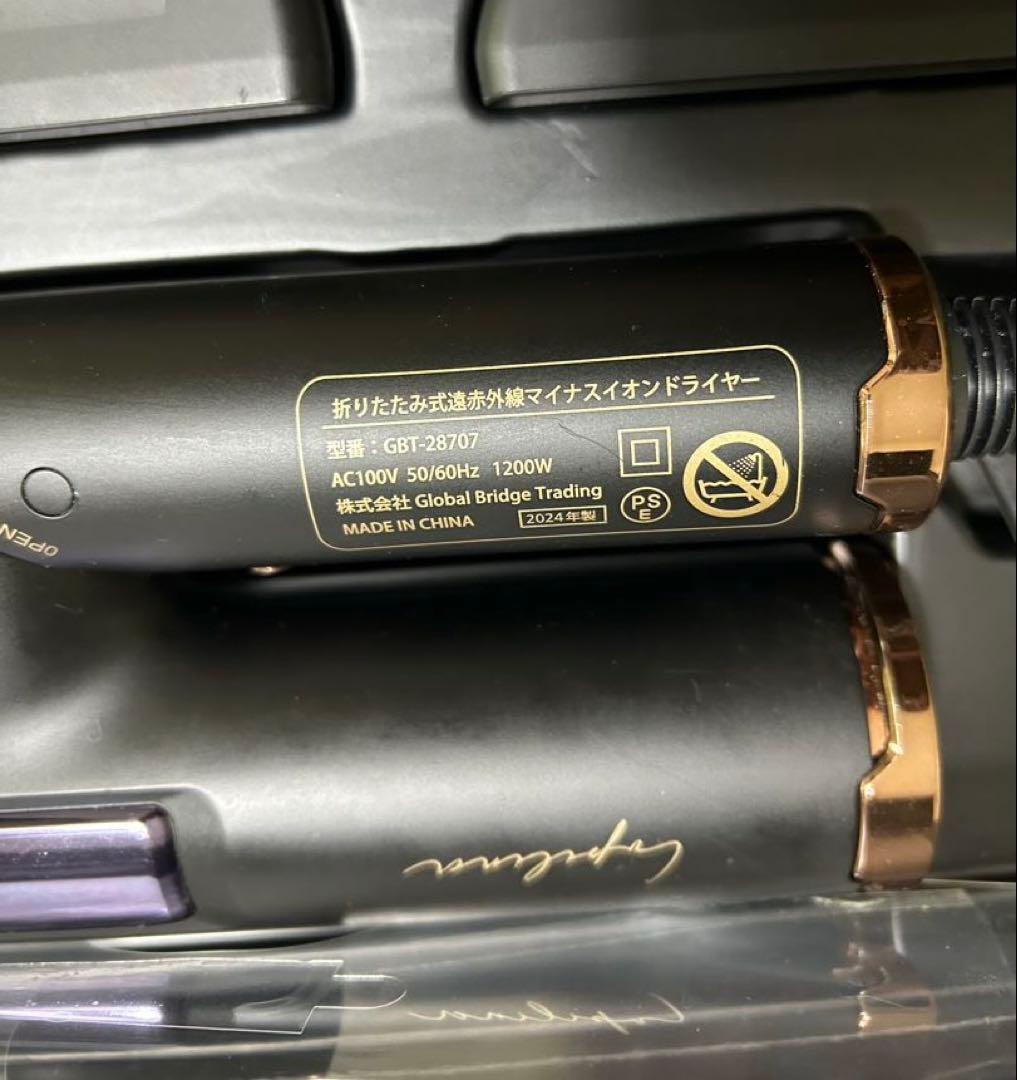 折りたたみ式遠赤外線マイナスイオンドライヤー
型番：GBT-28707
AC100V 50/60Hz 1200W
株式会社 Global Bridge Trading
MADE IN CHINA 2024年製
PS
E
OPEN